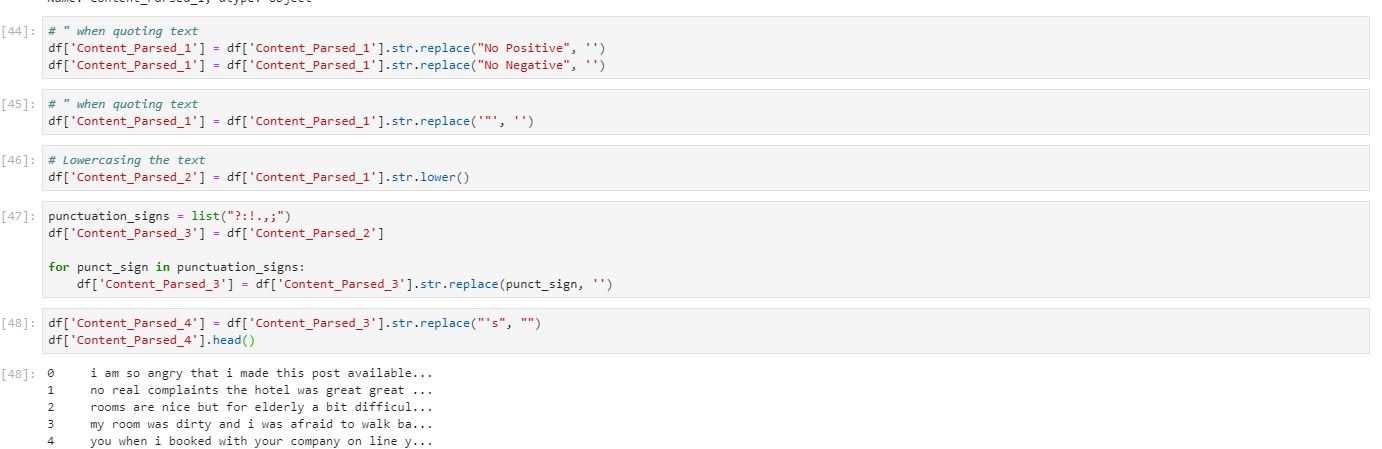 Name: Content_Parsed_1, dtype: object
[44]: # " when quoting text
df['Content_Parsed_1'] = df['Content_Parsed_1'].str.replace("No Positive", '')
df['Content_Parsed_1'] = df['Content_Parsed_1'].str.replace("No Negative", '')
[45]: # " when quoting text
df['Content_Parsed_1'] = df['Content_Parsed_1'].str.replace('"', '')
[46]: # Lowercasing the text
df['Content_Parsed_2'] = df['Content_Parsed_1'].str.lower()
[47]: punctuation_signs = list("?:!.,;")
df['Content_Parsed_3'] = df['Content_Parsed_2']
for punct_sign in punctuation_signs:
    df['Content_Parsed_3'] = df['Content_Parsed_3'].str.replace(punct_sign, '')
[48]: df['Content_Parsed_4'] = df['Content_Parsed_3'].str.replace("'s", "")
df['Content_Parsed_4'].head()
[48]: 0     i am so angry that i made this post available...
1     no real complaints the hotel was great great ...
2     rooms are nice but for elderly a bit difficul...
3     my room was dirty and i was afraid to walk ba...
4     you when i booked with your company on line y...